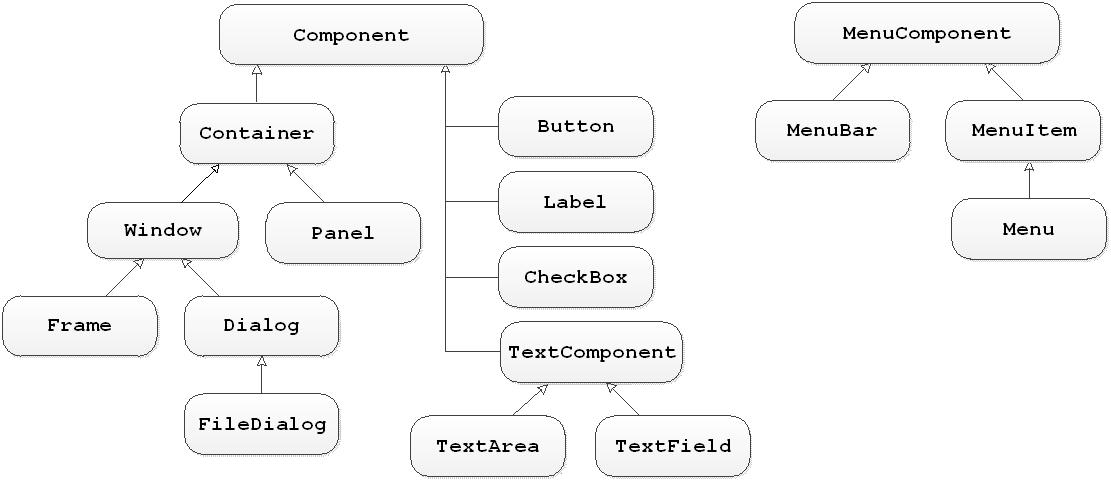 Component
MenuComponent
Container
Button
MenuBar
MenuItem
Window
Panel
Label
Menu
CheckBox
Frame
Dialog
TextComponent
FileDialog
TextArea
TextField